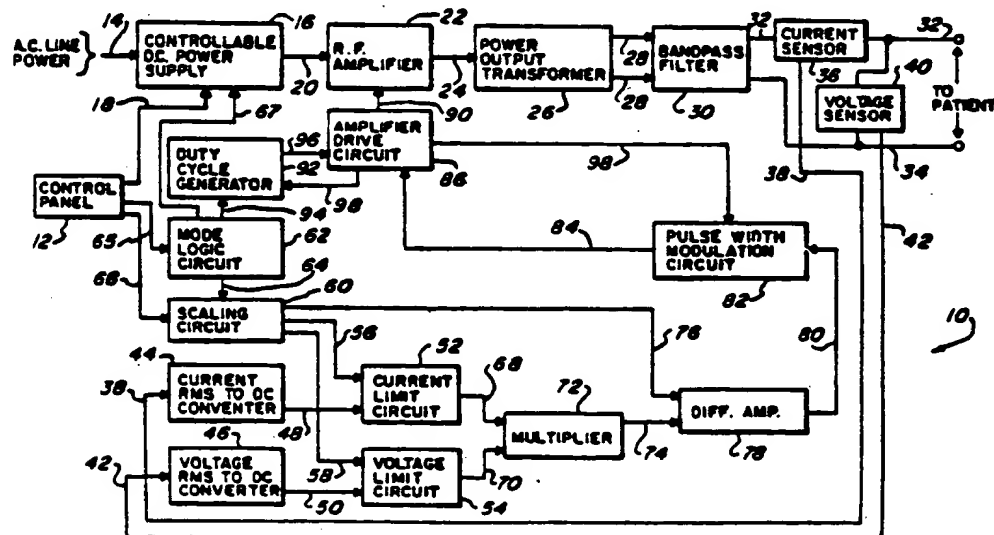 14
16
22
A.C. LINE
POWER
CONTROLLABLE
D.C. POWER
SUPPLY
20
R. F.
AMPLIFIER
24
POWER
OUTPUT
TRANSFORMER
26
28
28
BANDPASS
FILTER
30
32
CURRENT
SENSOR
36
32
40
VOLTAGE
SENSOR
TO
PATIENT
34
38
42
18
67
90
DUTY
CYCLE
GENERATOR
92
96
AMPLIFIER
DRIVE
CIRCUIT
86
98
98
94
CONTROL
PANEL
12
65
66
MODE
LOGIC
CIRCUIT
62
64
84
PULSE WIDTH
MODULATION
CIRCUIT
82
SCALING
CIRCUIT
60
56
76
80
10
44
38
CURRENT
RMS TO DC
CONVERTER
48
52
CURRENT
LIMIT
CIRCUIT
68
72
MULTIPLIER
74
DIFF. AMP.
78
46
42
VOLTAGE
RMS TO DC
CONVERTER
50
58
VOLTAGE
LIMIT
CIRCUIT
54
70